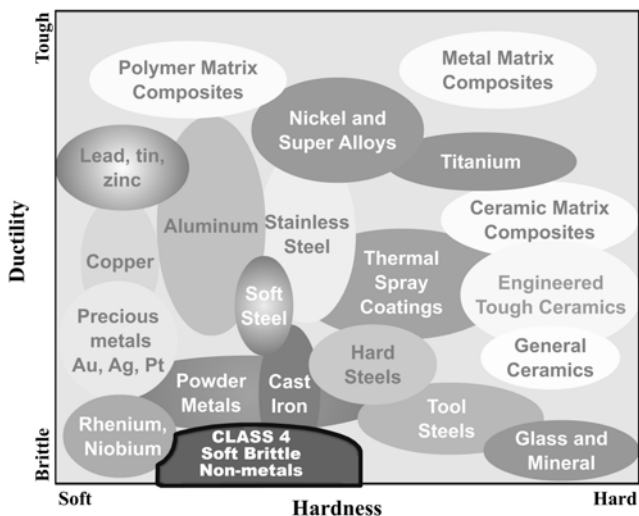 Tough
Ductility
Brittle
Polymer Matrix
Composites
Metal Matrix
Composites
Nickel and
Super Alloys
Lead, tin,
zinc
Titanium
Aluminum
Stainless
Steel
Ceramic Matrix
Composites
Copper
Thermal
Spray
Coatings
Engineered
Tough Ceramics
Soft
Steel
Precious
metals
Au, Ag, Pt
Hard
Steels
General
Ceramics
Powder
Metals
Cast
Iron
Rhenium,
Niobium
Tool
Steels
CLASS 4
Soft Brittle
Non-metals
Glass and
Mineral
Soft
Hardness
Hard